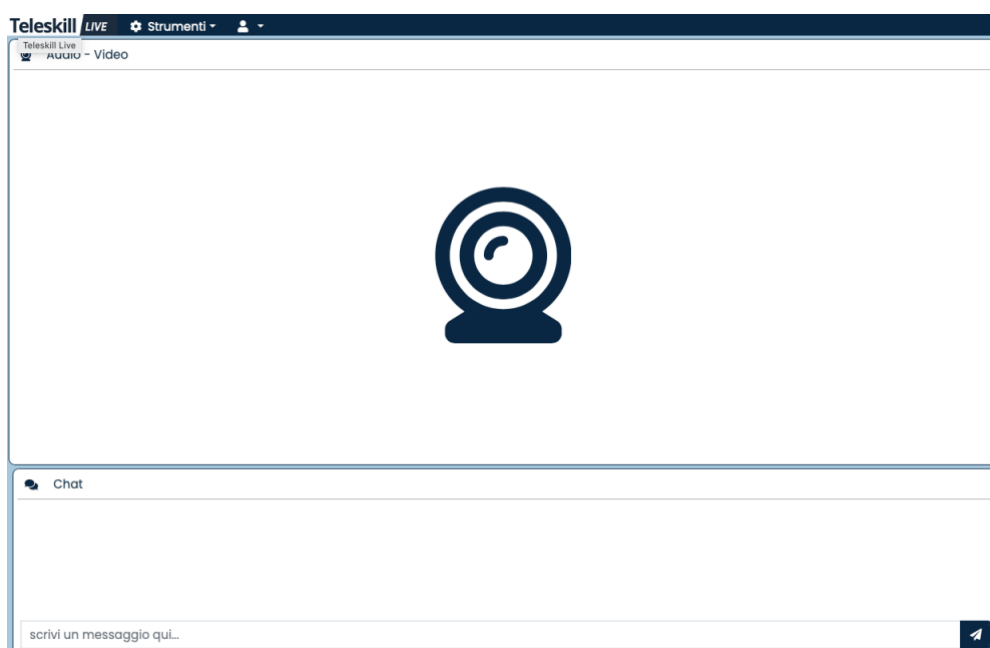 Teleskill LIVE Strumenti
Teleskill Live
Audio - Video
Chat
scrivi un messaggio qui...